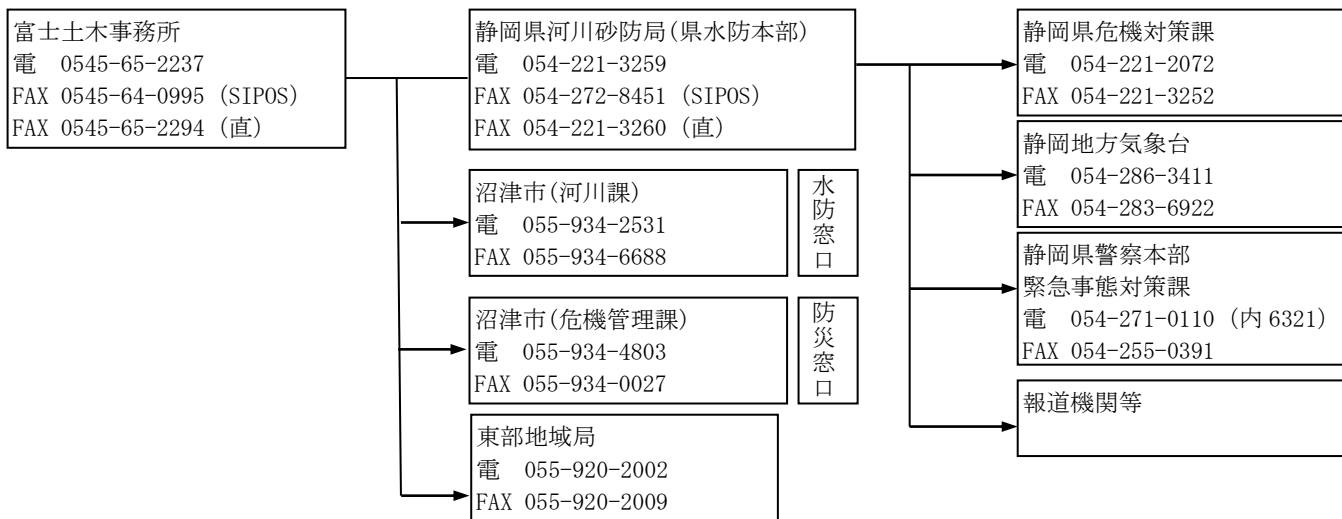 富士土木事務所
電 0545-65-2237
FAX 0545-64-0995 (SIPOS)
FAX 0545-65-2294 (直)
静岡県河川砂防局(県水防本部)
電 054-221-3259
FAX 054-272-8451 (SIPOS)
FAX 054-221-3260 (直)
沼津市(河川課)
電 055-934-2531
FAX 055-934-6688
水防窓口
沼津市(危機管理課)
電 055-934-4803
FAX 055-934-0027
防災窓口
東部地域局
電 055-920-2002
FAX 055-920-2009
静岡県危機対策課
電 054-221-2072
FAX 054-221-3252
静岡地方気象台
電 054-286-3411
FAX 054-283-6922
静岡県警察本部
緊急事態対策課
電 054-271-0110 (内 6321)
FAX 054-255-0391
報道機関等